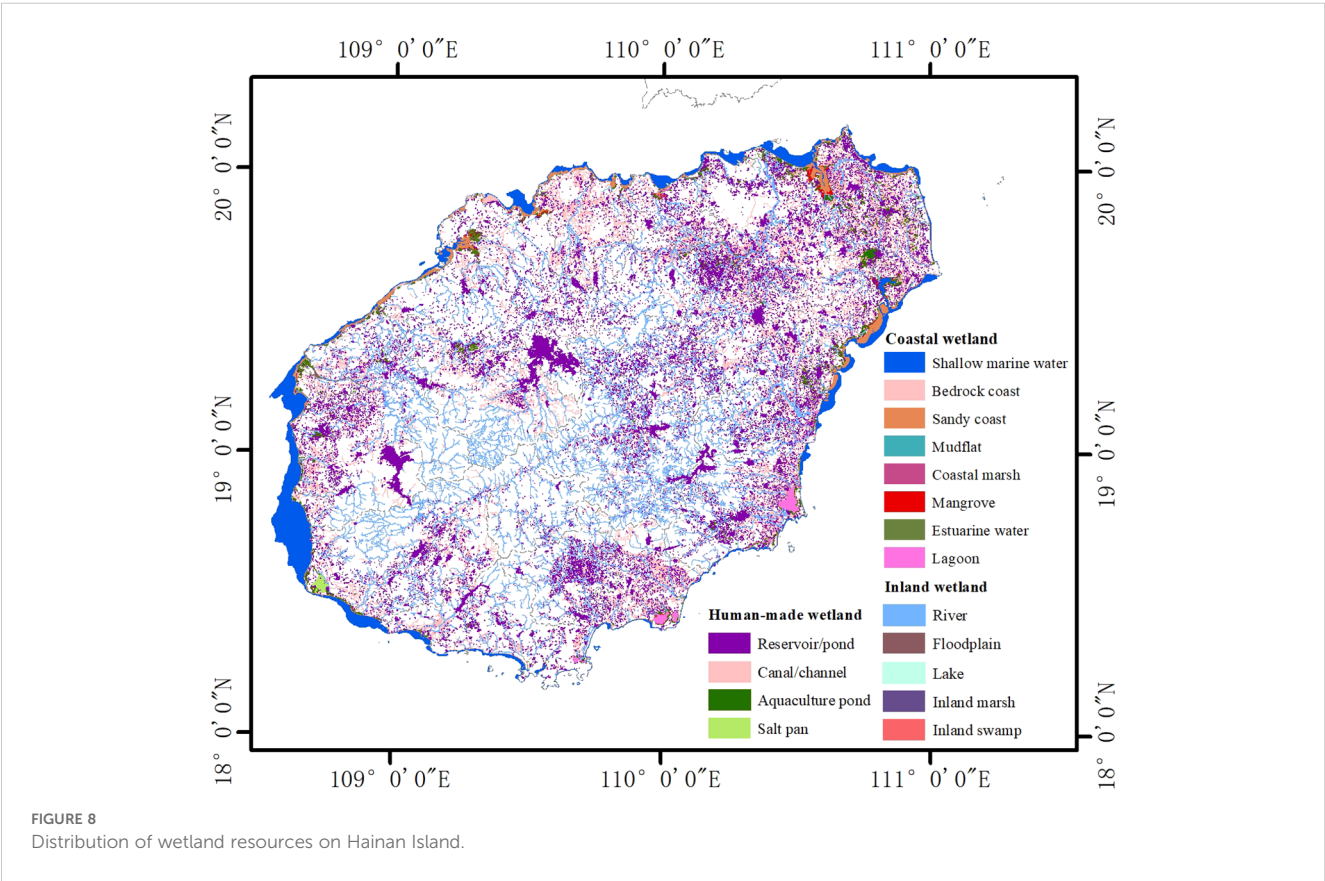 109° 0′0″E
110° 0′0″E
111° 0′0″E
20° 0′0″N
20° 0′0″N
19° 0′0″N
19° 0′0″N
18° 0′0″N
18° 0′0″N
Coastal wetland
Shallow marine water
Bedrock coast
Sandy coast
Mudflat
Coastal marsh
Mangrove
Estuarine water
Lagoon
Human-made wetland
Reservoir/pond
Canal/channel
Aquaculture pond
Salt pan
Inland wetland
River
Floodplain
Lake
Inland marsh
Inland swamp
109° 0′0″E
110° 0′0″E
111° 0′0″E
FIGURE 8
Distribution of wetland resources on Hainan Island.